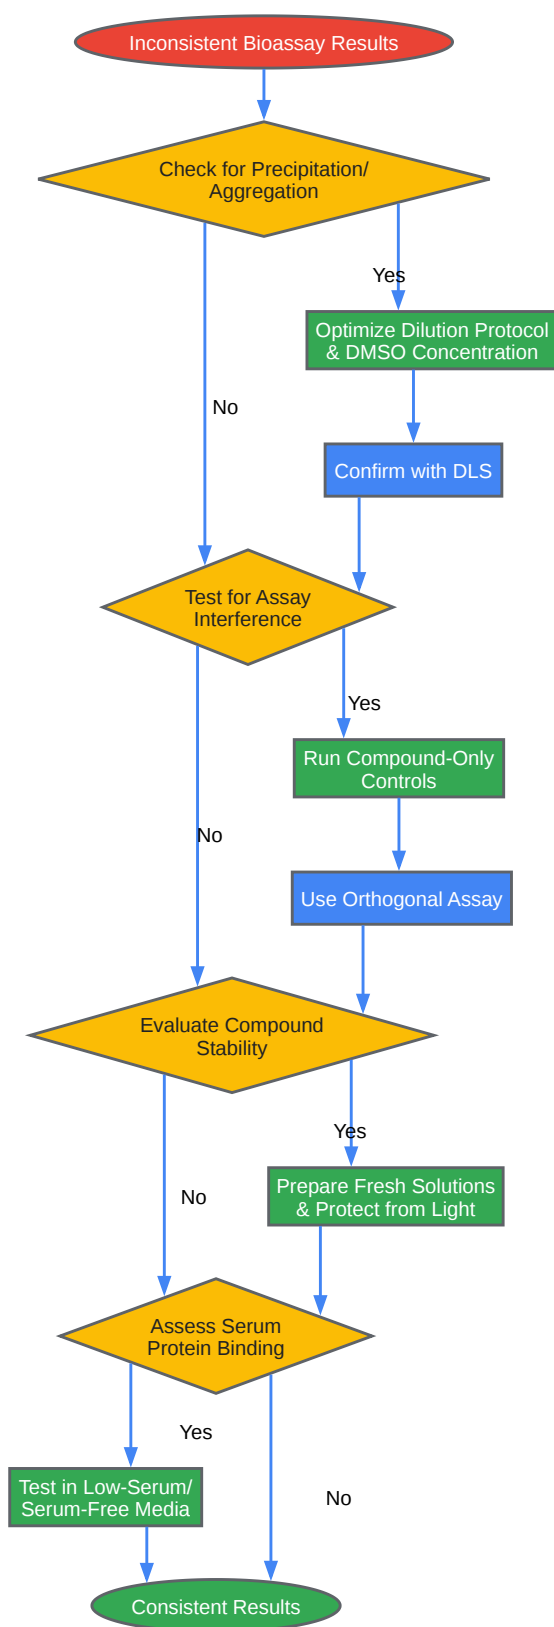 Inconsistent Bioassay Results
Check for Precipitation/
Aggregation
Yes
Optimize Dilution Protocol
& DMSO Concentration
No
Confirm with DLS
Test for Assay
Interference
Yes
Run Compound-Only
Controls
No
Use Orthogonal Assay
Evaluate Compound
Stability
Yes
Prepare Fresh Solutions
& Protect from Light
No
Assess Serum
Protein Binding
Yes
Test in Low-Serum/
Serum-Free Media
No
Consistent Results